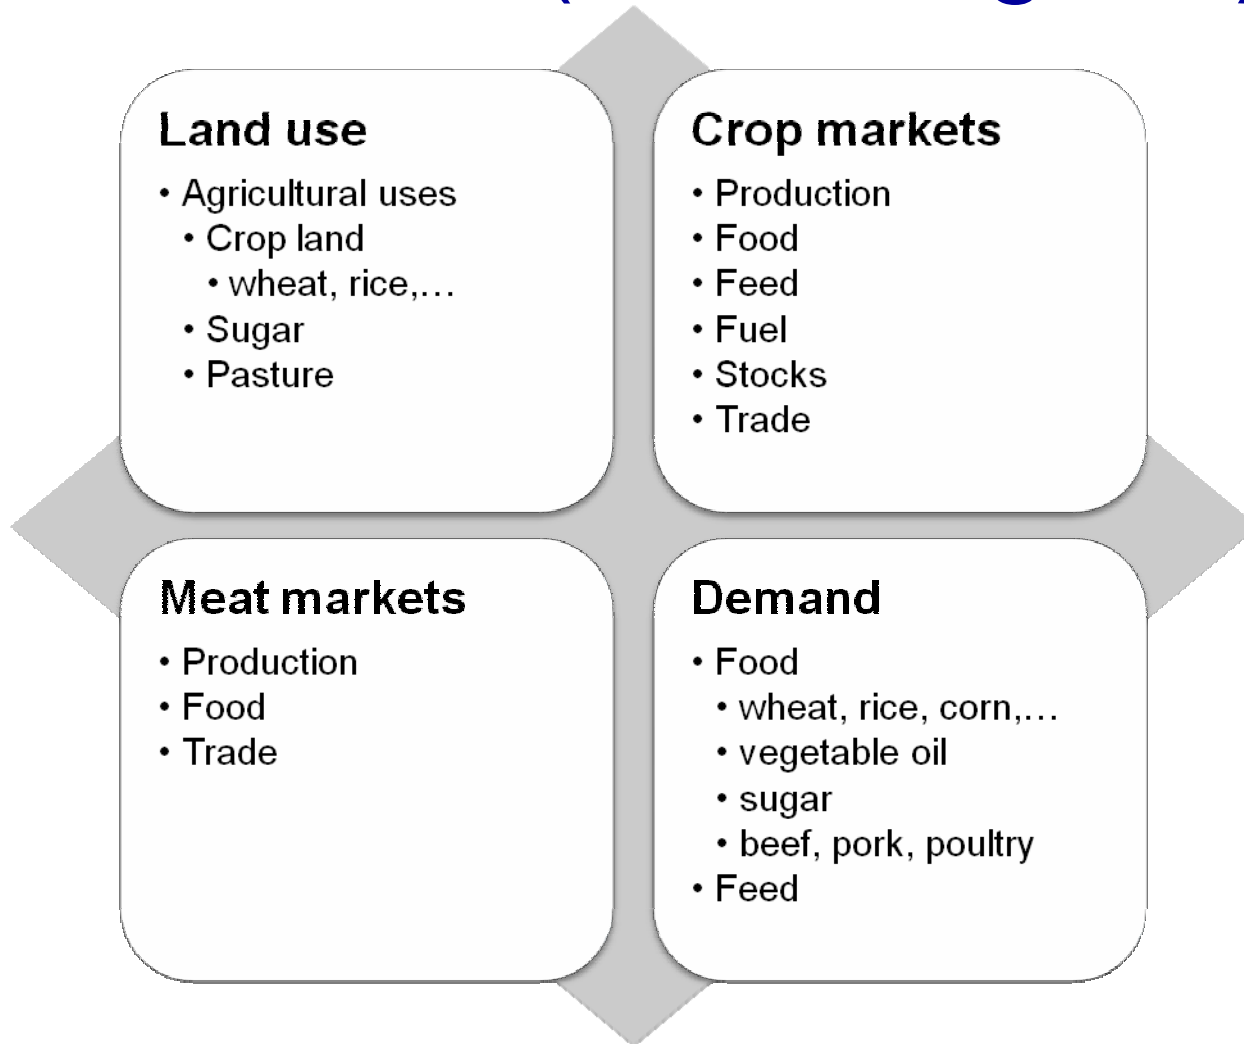 Land use
• Agricultural uses
• Crop land
• wheat, rice,…
• Sugar
• Pasture
Crop markets
• Production
• Food
• Feed
• Fuel
• Stocks
• Trade
Meat markets
• Production
• Food
• Trade
Demand
• Food
• wheat, rice, corn,…
• vegetable oil
• sugar
• beef, pork, poultry
• Feed